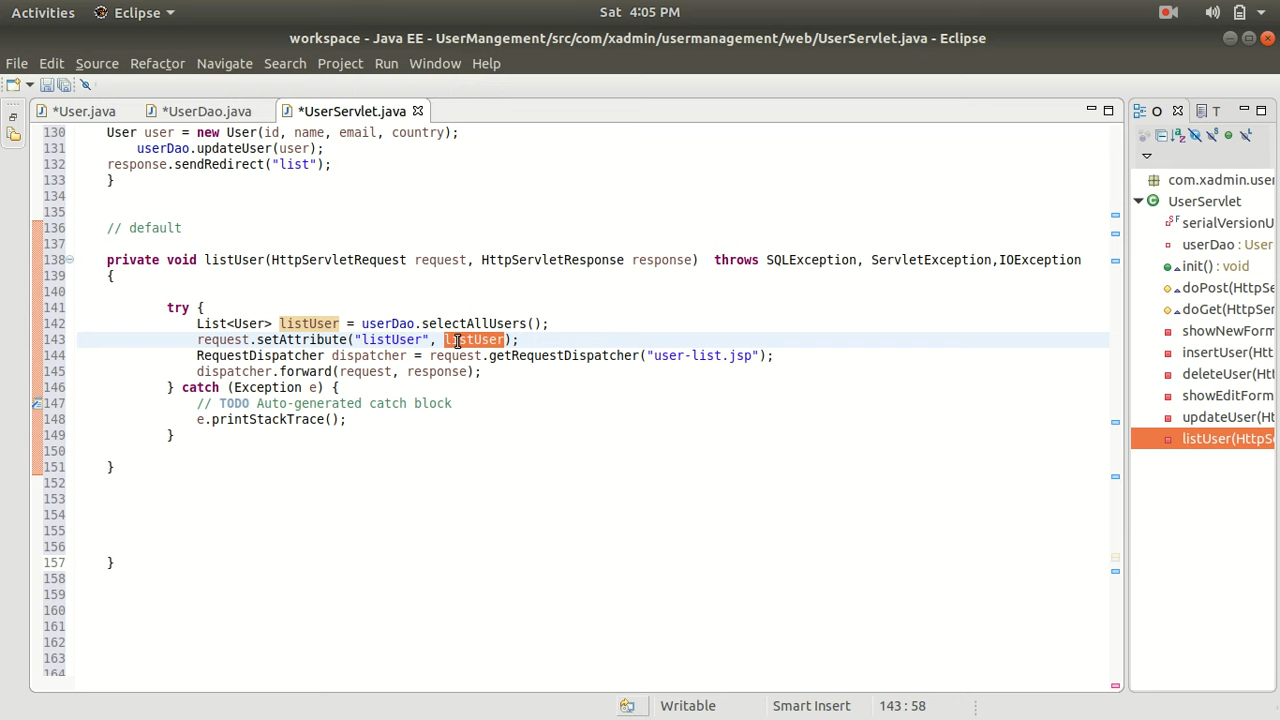 Activities Eclipse Sat 4:05 PM
workspace - Java EE - UserMangement/src/com/xadmin/usermanagement/web/UserServlet.java - Eclipse
File Edit Source Refactor Navigate Search Project Run Window Help
*User.java *UserDao.java *UserServlet.java O T
130 User user = new User(id, name, email, country);
131 userDao.updateUser(user);
132 response.sendRedirect("list");
133 }
134
135
136 // default
137
138 private void listUser(HttpServletRequest request, HttpServletResponse response) throws SQLException, ServletException,IOException
139 {
140
141 try {
142 List<User> listUser = userDao.selectAllUsers();
143 request.setAttribute("listUser", listUser);
144 RequestDispatcher dispatcher = request.getRequestDispatcher("user-list.jsp");
145 dispatcher.forward(request, response);
146 } catch (Exception e) {
147 // TODO Auto-generated catch block
148 e.printStackTrace();
149 }
150
151 }
152
153
154
155
156
157 }
158
159
160
161
162
163
164
com.xadmin.user
UserServlet
serialVersionU
userDao : User
init() : void
doPost(HttpSe
doGet(HttpSer
showNewForm
insertUser(Htt
deleteUser(Ht
showEditForm
updateUser(Ht
listUser(HttpSe
Writable Smart Insert 143 : 58